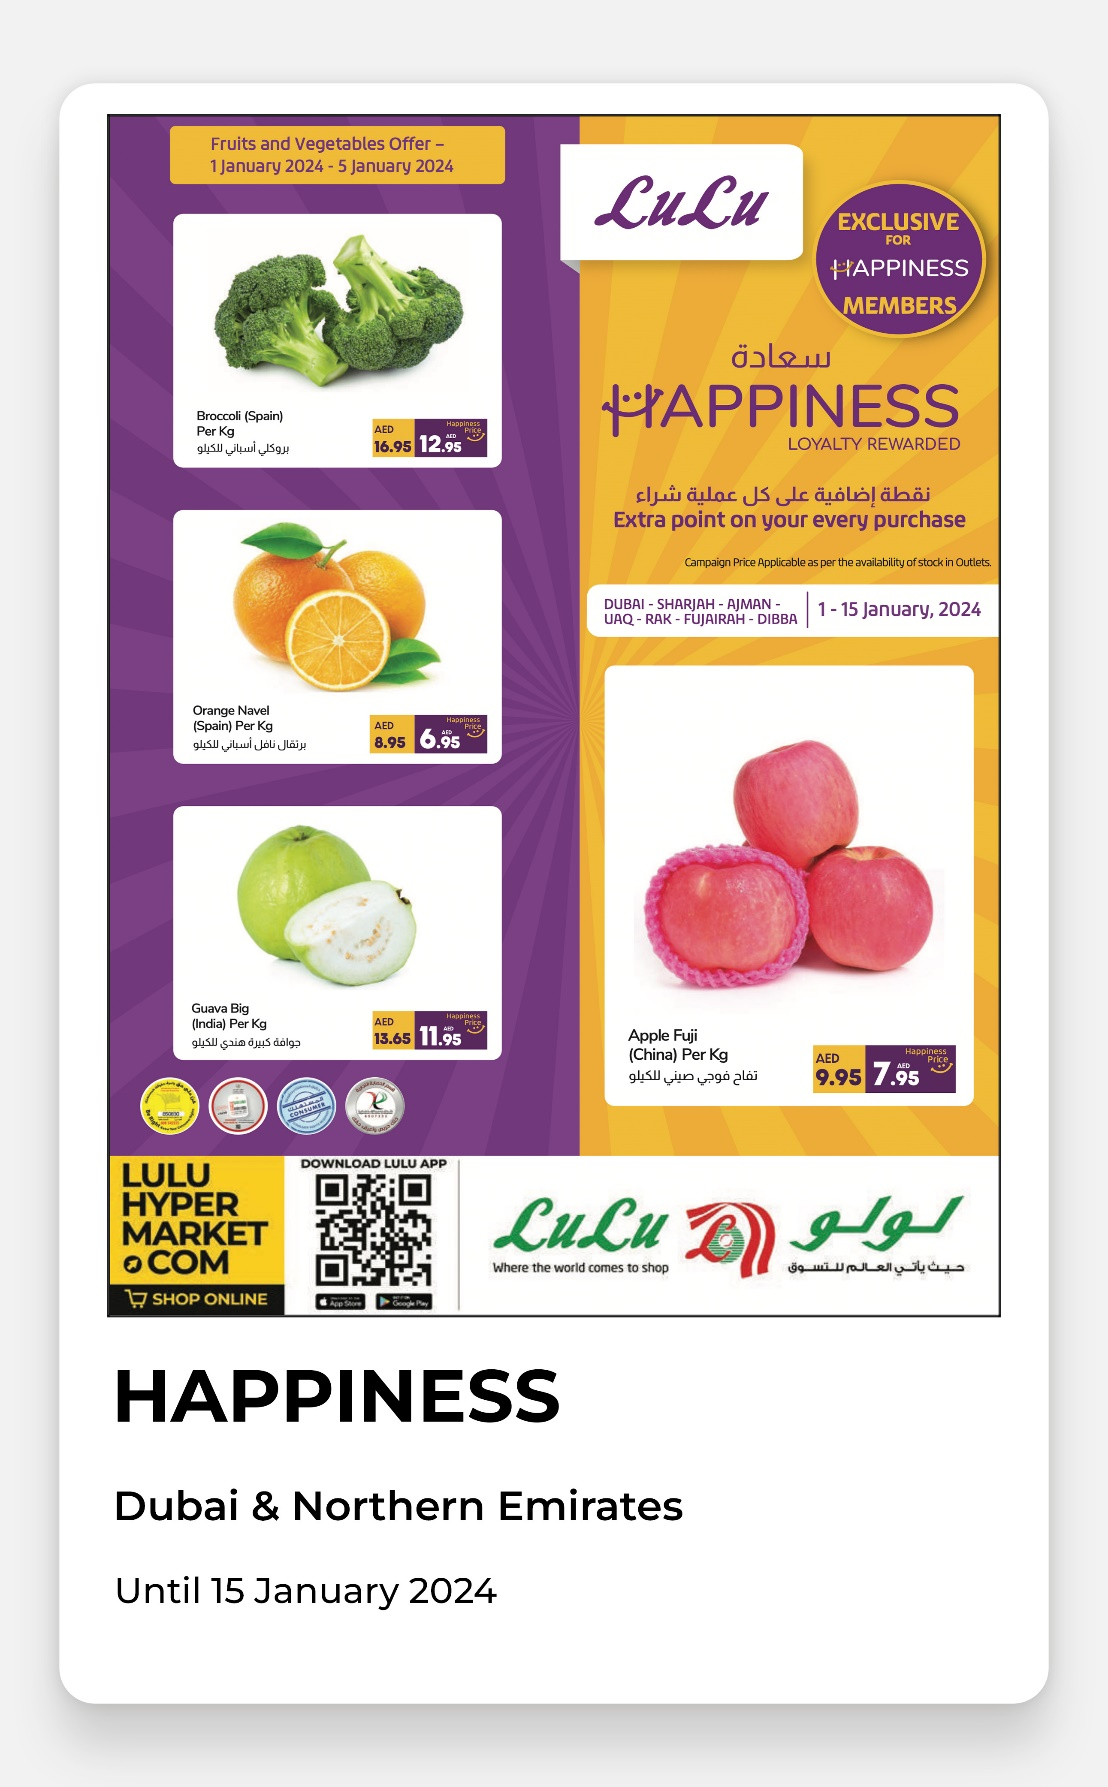 Fruits and Vegetables Offer –
1 January 2024 - 5 January 2024
Broccoli (Spain)
Per Kg
بروكلي أسباني للكيلو
AED
16.95
Happiness
Price
AED
12.95
Orange Navel
(Spain) Per Kg
برتقال نافل أسباني للكيلو
AED
8.95
Happiness
Price
AED
6.95
Guava Big
(India) Per Kg
جوافة كبيرة هندي للكيلو
AED
13.65
Happiness
Price
AED
11.95
CONSUMER
LuLu
EXCLUSIVE
FOR
HAPPINESS
MEMBERS
سعادة
HAPPINESS
LOYALTY REWARDED
نقطة إضافية على كل عملية شراء
Extra point on your every purchase
Campaign Price Applicable as per the availability of stock in Outlets.
DUBAI - SHARJAH - AJMAN -
UAQ - RAK - FUJAIRAH - DIBBA
1 - 15 January, 2024
Apple Fuji
(China) Per Kg
تفاح فوجي صيني للكيلو
AED
9.95
Happiness
Price
AED
7.95
LULU
HYPER
MARKET
.COM
SHOP ONLINE
DOWNLOAD LULU APP
App Store
Google Play
LuLu
Where the world comes to shop
لولو
حيث يأتي العالم للتسوق
HAPPINESS
Dubai & Northern Emirates
Until 15 January 2024